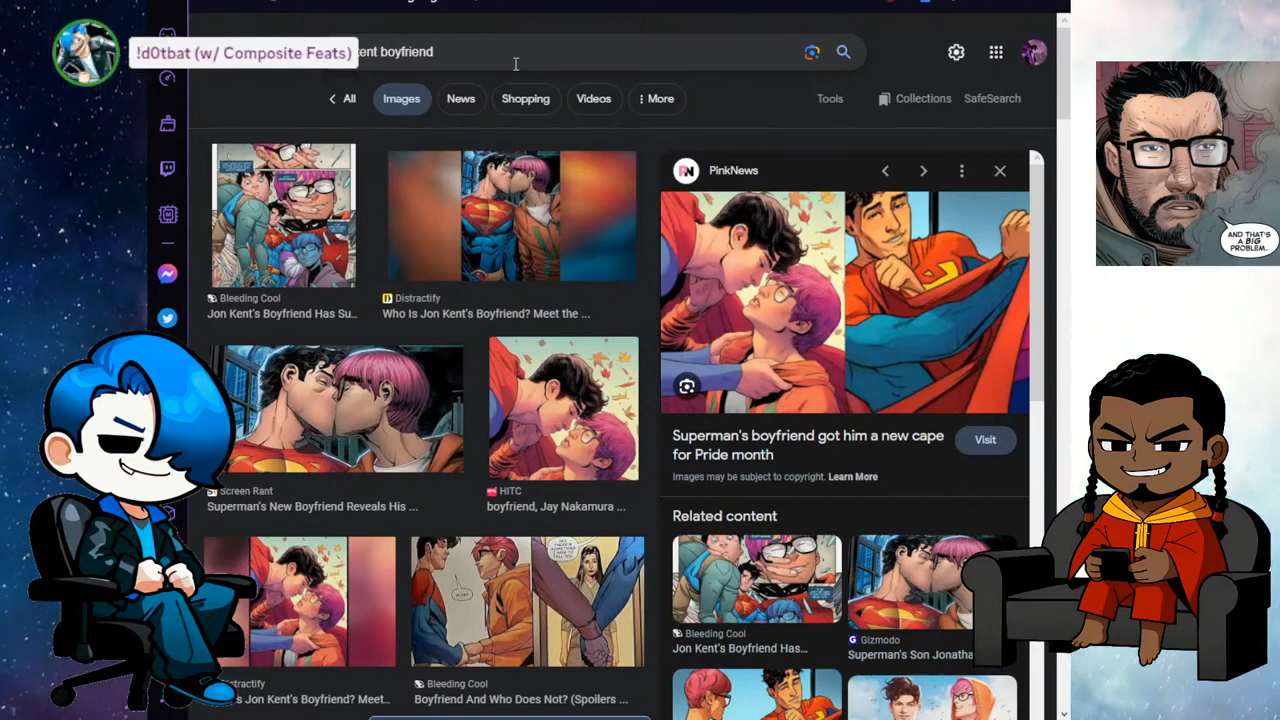 !d0tbat (w/ Composite Feats)
ent boyfriend
All
Images
News
Shopping
Videos
More
Tools
Collections
SafeSearch
Bleeding Cool
Jon Kent's Boyfriend Has Su...
Distractify
Who Is Jon Kent's Boyfriend? Meet the ...
PN
PinkNews
AND THAT'S
A BIG
PROBLEM.
Screen Rant
Superman's New Boyfriend Reveals His ...
HITC
boyfriend, Jay Nakamura ...
Superman's boyfriend got him a new cape
for Pride month
Visit
Images may be subject to copyright. Learn More
Related content
Bleeding Cool
Jon Kent's Boyfriend Has...
Gizmodo
Superman's Son Jonatha
stractify
s Jon Kent's Boyfriend? Meet...
Bleeding Cool
Boyfriend And Who Does Not? (Spoilers ...